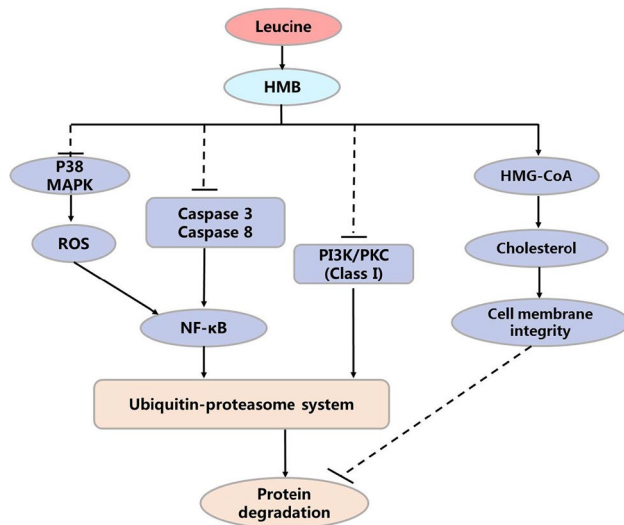 Leucine
HMB
P38
MAPK
HMG-CoA
Caspase 3
Caspase 8
ROS
PI3K/PKC
(Class I)
Cholesterol
NF-κB
Cell membrane
integrity
Ubiquitin-proteasome system
Protein
degradation